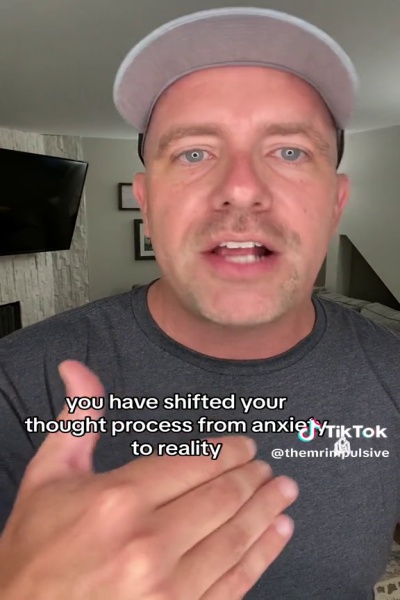 you have shifted your
thought process from anxiety
to reality
TikTok
@themrimpulsive